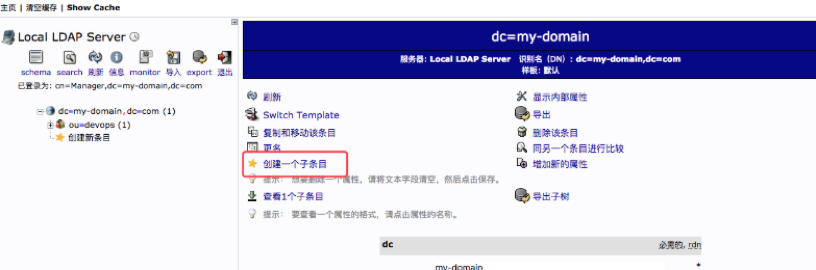 主页 | 清空缓存 | Show Cache
Local LDAP Server
schema search 刷新 信息 monitor 导入 export 退出
已登录为: cn=Manager,dc=my-domain,dc=com
dc=my-domain,dc=com (1)
ou=devops (1)
创建新条目
dc=my-domain
服务器: Local LDAP Server 识别名 (DN) : dc=my-domain,dc=com
样板: 默认
刷新
显示内部属性
Switch Template
导出
复制和移动该条目
删除该条目
更名
同另一个条目进行比较
创建一个子条目
增加新的属性
提示: 想要删除一个属性, 请将文本字段清空, 然后点击保存。
查看1个子条目
导出子树
提示: 要查看一个属性的格式, 请点击属性的名称。
dc
必需的, rdn
my-domain *